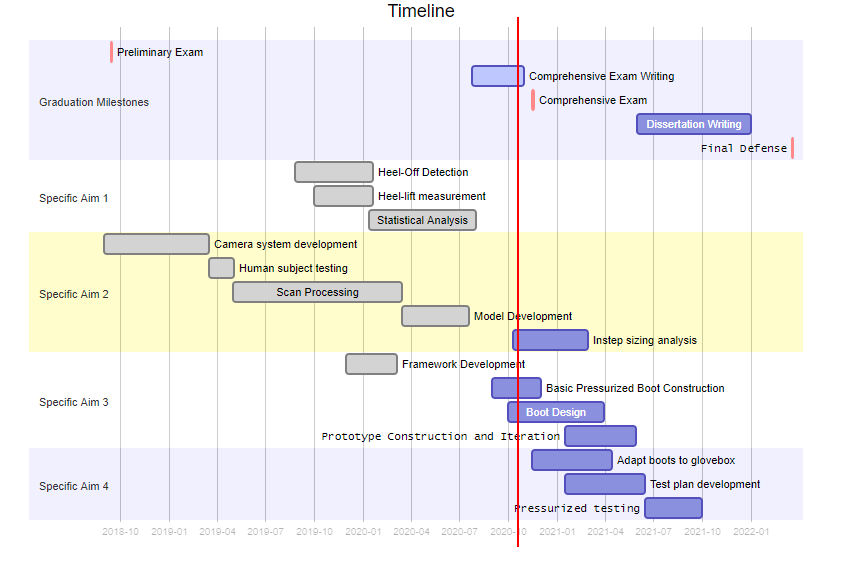 Timeline
Preliminary Exam
Comprehensive Exam Writing
Graduation Milestones
Comprehensive Exam
Dissertation Writing
Final Defense
Heel-Off Detection
Specific Aim 1
Heel-lift measurement
Statistical Analysis
Camera system development
Human subject testing
Specific Aim 2
Scan Processing
Model Development
Instep sizing analysis
Framework Development
Basic Pressurized Boot Construction
Specific Aim 3
Boot Design
Prototype Construction and Iteration
Adapt boots to glovebox
Specific Aim 4
Test plan development
Pressurized testing
2018-10 2019-01 2019-04 2019-07 2019-10 2020-01 2020-04 2020-07 2020-10 2021-01 2021-04 2021-07 2021-10 2022-01